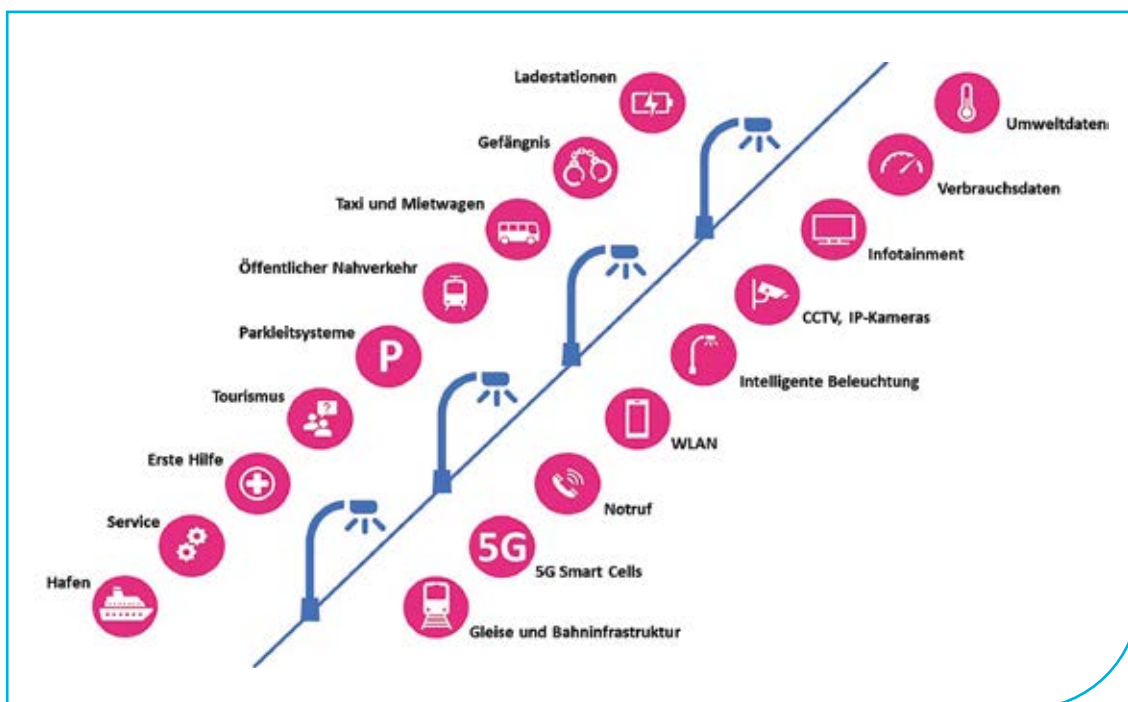 Ladestationen
Umweltdaten
Gefängnis
Verbrauchsdaten
Taxi und Mietwagen
Infotainment
Öffentlicher Nahverkehr
CCTV, IP-Kameras
Parkleitsysteme
P
Intelligente Beleuchtung
Tourismus
?
WLAN
Erste Hilfe
Notruf
Service
5G
5G Smart Cells
Hafen
Gleise und Bahninfrastruktur